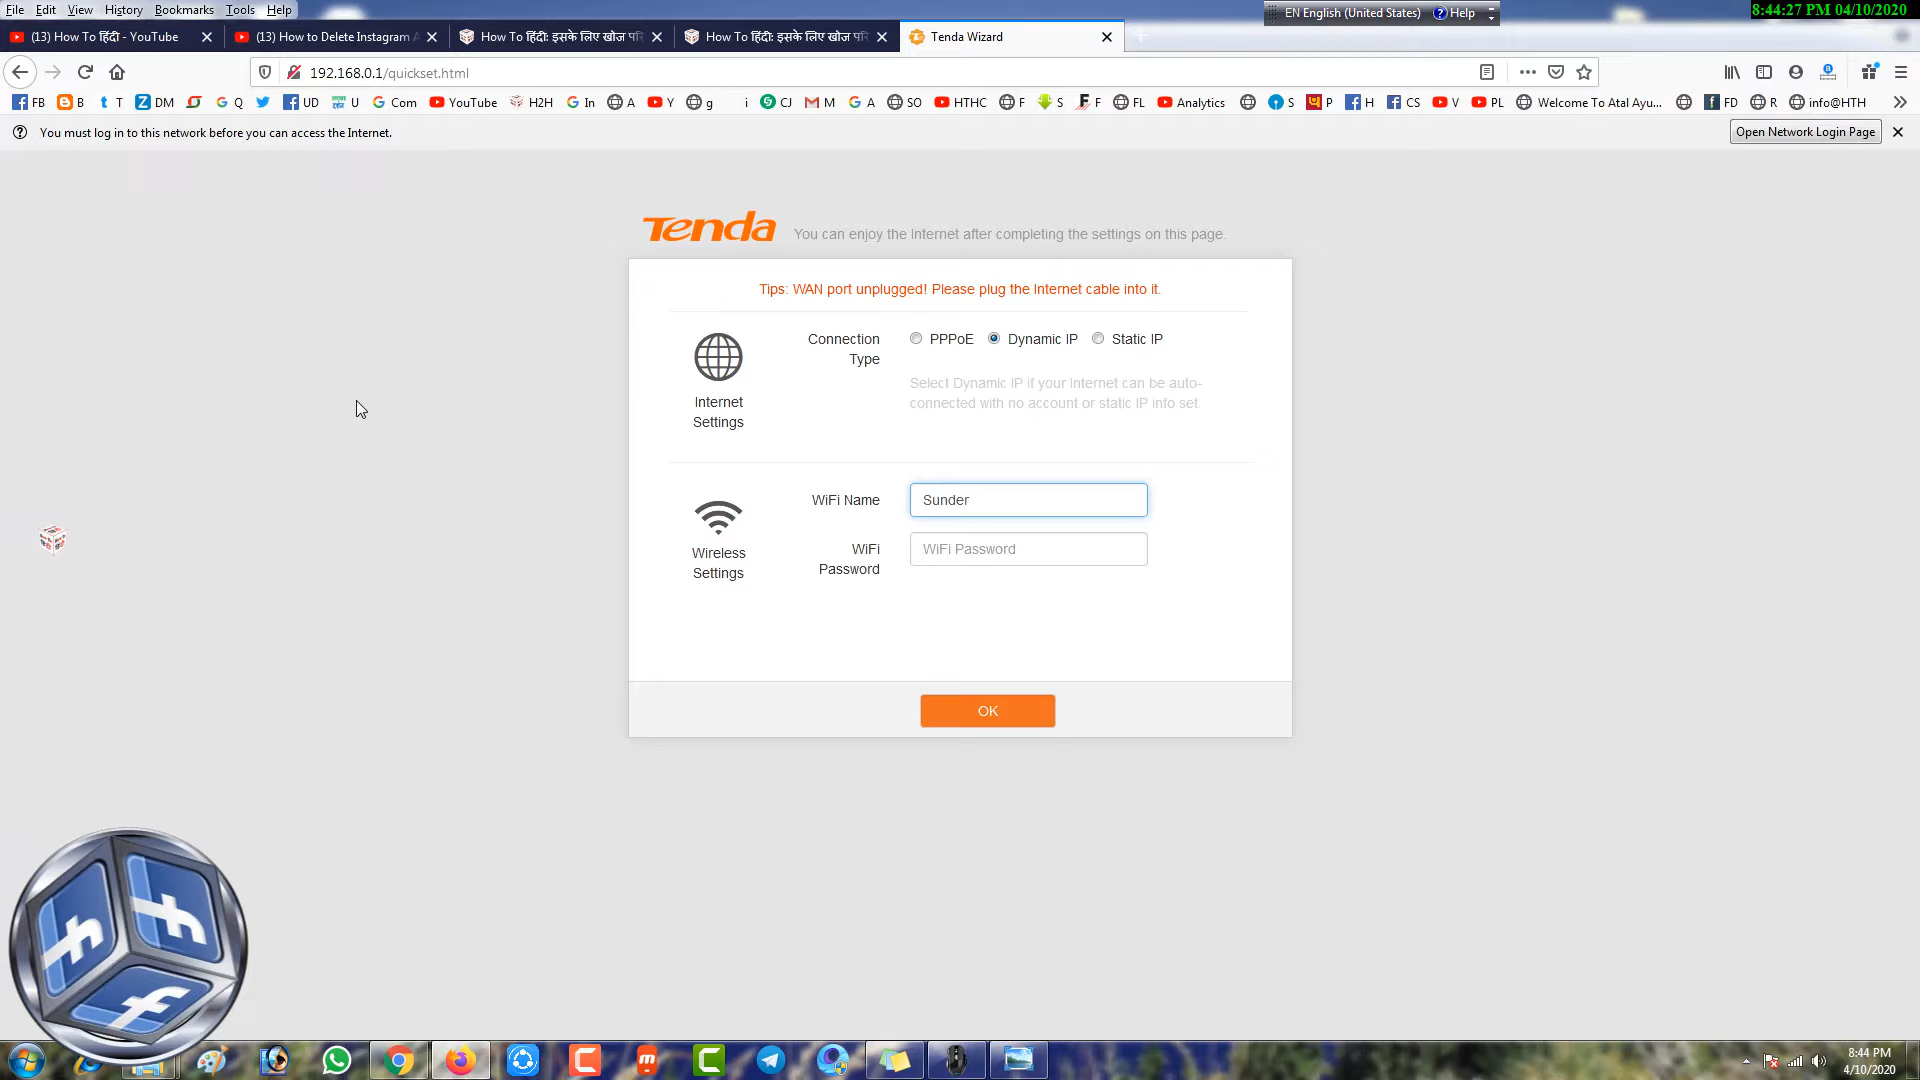 File Edit View History Bookmarks Tools Help
EN English (United States) Help
8:44:27 PM 04/10/2020
(13) How To हिंदी - YouTube
(13) How to Delete Instagram A
How To हिंदी: इसके लिए खोज परि
How To हिंदी: इसके लिए खोज परि
Tenda Wizard
192.168.0.1/quickset.html
FB B T DM Q UD U Com YouTube H2H In A Y g i CJ M A SO HTHC F S F FL Analytics S P H CS V PL Welcome To Atal Ayu... FD R info@HTH
You must log in to this network before you can access the Internet.
Open Network Login Page
Tenda You can enjoy the Internet after completing the settings on this page.
Tips: WAN port unplugged! Please plug the Internet cable into it.
Connection Type
PPPoE Dynamic IP Static IP
Select Dynamic IP if your Internet can be auto-
connected with no account or static IP info set.
Internet
Settings
WiFi Name Sunder
WiFi Password WiFi Password
Wireless
Settings
OK
8:44 PM
4/10/2020